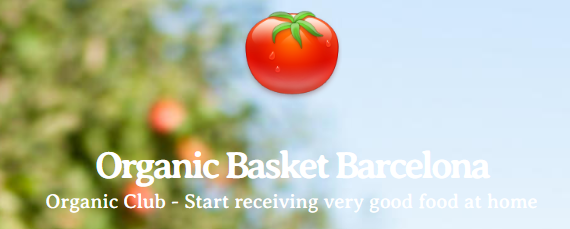 Organic Basket Barcelona
Organic Club - Start receiving very good food at home